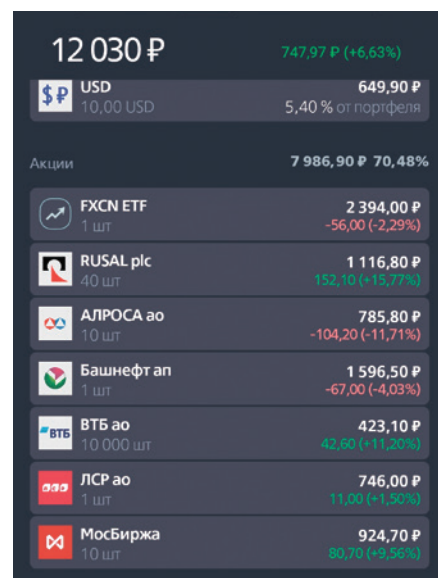 12 030 ₽ 747,97 ₽ (+6,63%)
$ ₽ USD 649,90 ₽
10,00 USD 5,40 % от портфеля
Акции 7 986,90 ₽ 70,48%
FXCN ETF 2 394,00 ₽
1 шт -56,00 (-2,29%)
RUSAL plc 1 116,80 ₽
40 шт 152,10 (+15,77%)
АЛРОСА ао 785,80 ₽
10 шт -104,20 (-11,71%)
Башнефт ап 1 596,50 ₽
1 шт -67,00 (-4,03%)
ВТБ ВТБ ао 423,10 ₽
10 000 шт 42,60 (+11,20%)
ЛСР ао 746,00 ₽
1 шт 11,00 (+1,50%)
МосБиржа 924,70 ₽
10 шт 80,70 (+9,56%)